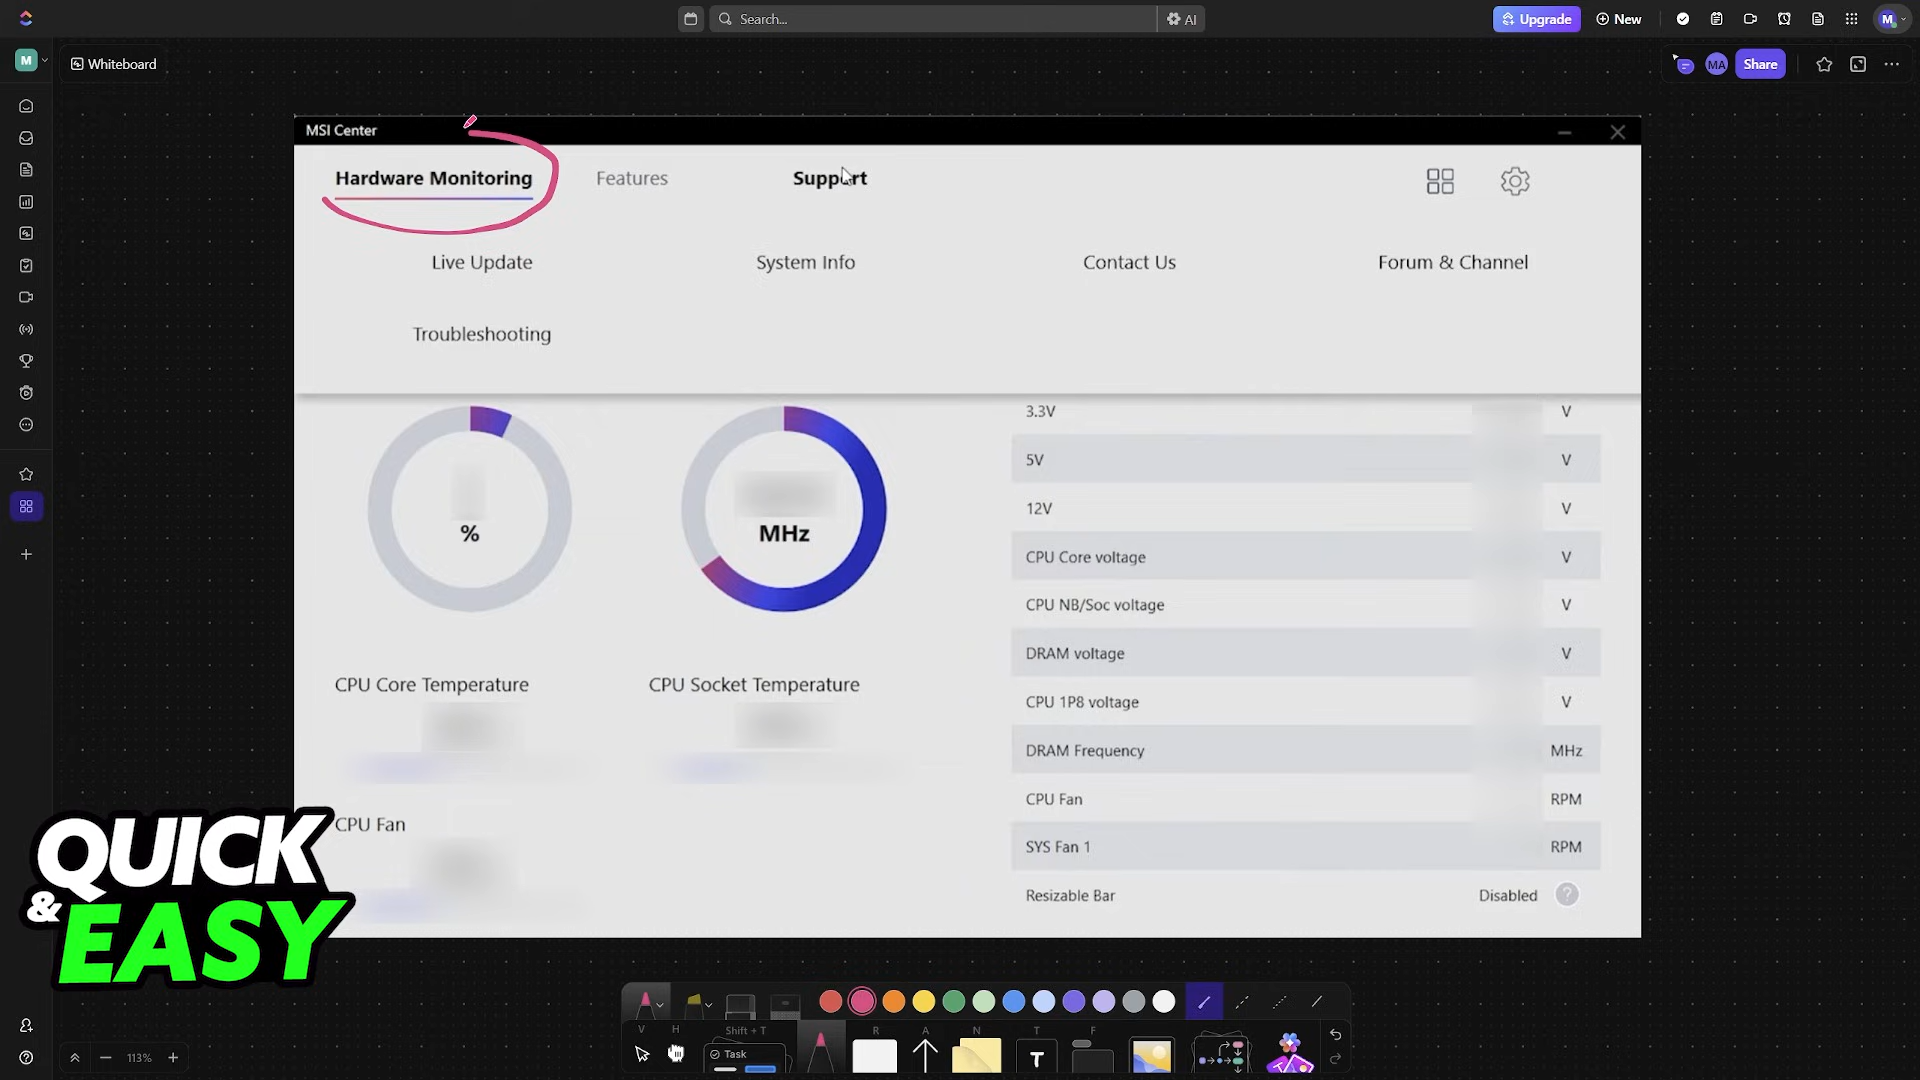 Search...
AI
Upgrade
New
M
M
Whiteboard
MA
Share
MSI Center
Hardware Monitoring
Features
Support
Live Update
System Info
Contact Us
Forum & Channel
Troubleshooting
%
MHz
3.3V
V
5V
V
12V
V
CPU Core voltage
V
CPU NB/Soc voltage
V
DRAM voltage
V
CPU 1P8 voltage
V
DRAM Frequency
MHz
CPU Fan
RPM
SYS Fan 1
RPM
Resizable Bar
Disabled
?
CPU Core Temperature
CPU Socket Temperature
CPU Fan
QUICK
& EASY
V
H
Shift + T
R
A
N
T
F
Task
T
113%